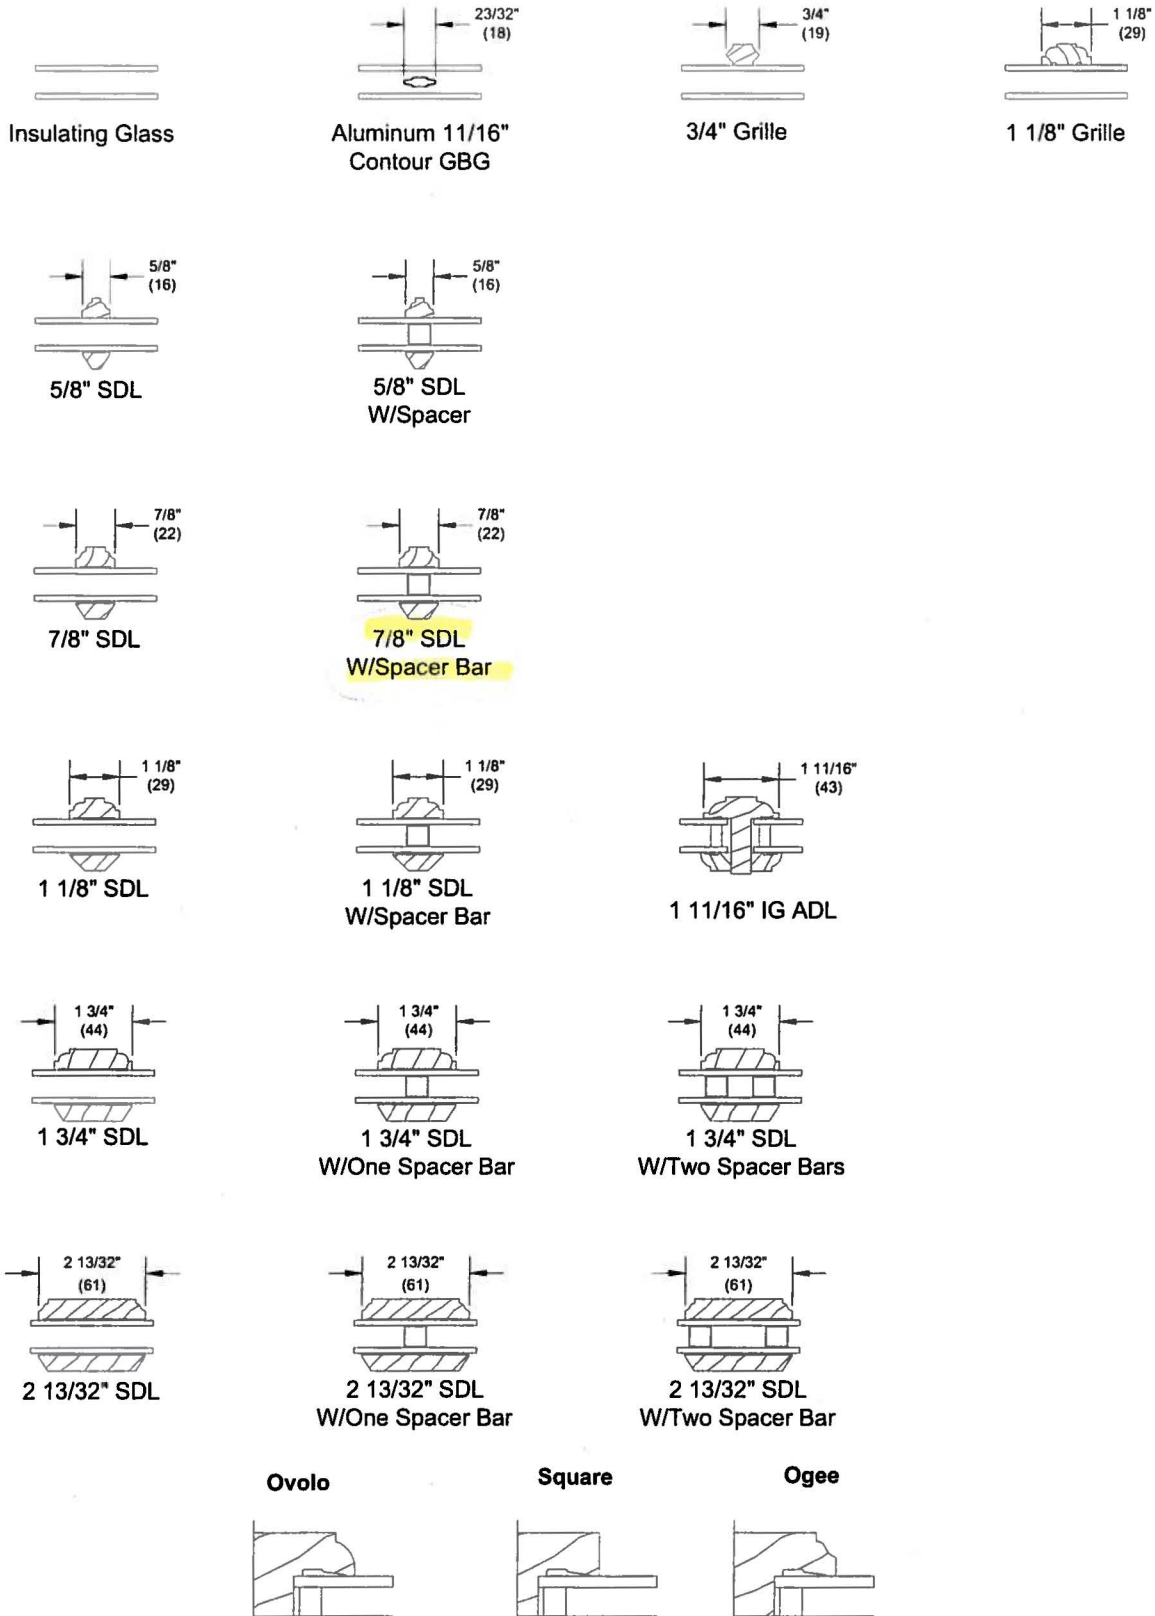 23/32"
(18)
3/4"
(19)
1 1/8"
(29)
Insulating Glass
Aluminum 11/16"
Contour GBG
3/4" Grille
1 1/8" Grille
5/8"
(16)
5/8"
(16)
5/8" SDL
5/8" SDL
W/Spacer
7/8"
(22)
7/8"
(22)
7/8" SDL
7/8" SDL
W/Spacer Bar
1 1/8"
(29)
1 1/8"
(29)
1 11/16"
(43)
1 1/8" SDL
1 1/8" SDL
W/Spacer Bar
1 11/16" IG ADL
1 3/4"
(44)
1 3/4"
(44)
1 3/4"
(44)
1 3/4" SDL
1 3/4" SDL
W/One Spacer Bar
1 3/4" SDL
W/Two Spacer Bars
2 13/32"
(61)
2 13/32"
(61)
2 13/32"
(61)
2 13/32" SDL
2 13/32" SDL
W/One Spacer Bar
2 13/32" SDL
W/Two Spacer Bar
Ovolo
Square
Ogee